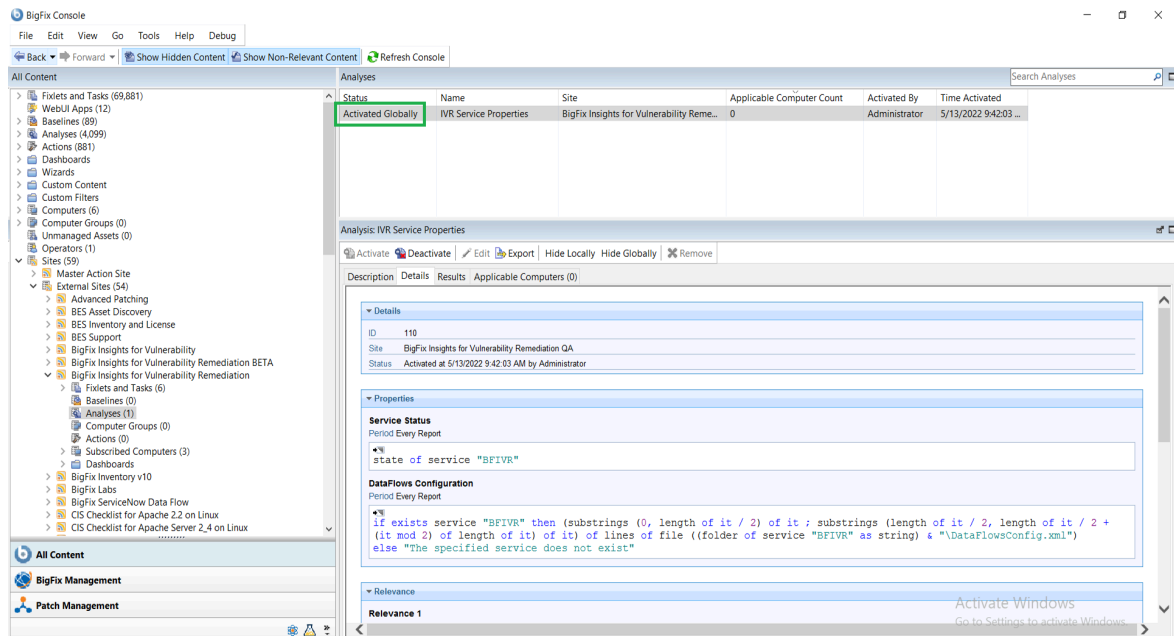 BigFix Console
File Edit View Go Tools Help Debug
Back Forward Show Hidden Content Show Non-Relevant Content Refresh Console
All Content
Fixlets and Tasks (69,881)
WebUI Apps (12)
Baselines (89)
Analyses (4,099)
Actions (881)
Dashboards
Wizards
Custom Content
Custom Filters
Computers (6)
Computer Groups (0)
Unmanaged Assets (0)
Operators (1)
Sites (59)
Master Action Site
External Sites (54)
Advanced Patching
BES Asset Discovery
BES Inventory and License
BES Support
BigFix Insights for Vulnerability
BigFix Insights for Vulnerability Remediation BETA
BigFix Insights for Vulnerability Remediation
Fixlets and Tasks (6)
Baselines (0)
Analyses (1)
Computer Groups (0)
Actions (0)
Subscribed Computers (3)
Dashboards
BigFix Inventory v10
BigFix Labs
BigFix ServiceNow Data Flow
CIS Checklist for Apache 2.2 on Linux
CIS Checklist for Apache Server 2_4 on Linux
All Content
BigFix Management
Patch Management
Analyses
Search Analyses
Status Name Site Applicable Computer Count Activated By Time Activated
Activated Globally IVR Service Properties BigFix Insights for Vulnerability Reme... 0 Administrator 5/13/2022 9:42:03 ...
Analysis: IVR Service Properties
Activate Deactivate Edit Export Hide Locally Hide Globally Remove
Description Details Results Applicable Computers (0)
Details
ID 110
Site BigFix Insights for Vulnerability Remediation QA
Status Activated at 5/13/2022 9:42:03 AM by Administrator
Properties
Service Status
Period Every Report
state of service "BFIVR"
DataFlows Configuration
Period Every Report
if exists service "BFIVR" then (substrings (0, length of it / 2) of it ; substrings (length of it / 2, length of it / 2 +
(it mod 2) of length of it) of it) of lines of file ((folder of service "BFIVR" as string) & "\DataFlowsConfig.xml")
else "The specified service does not exist"
Relevance
Relevance 1
Activate Windows
Go to Settings to activate Windows.